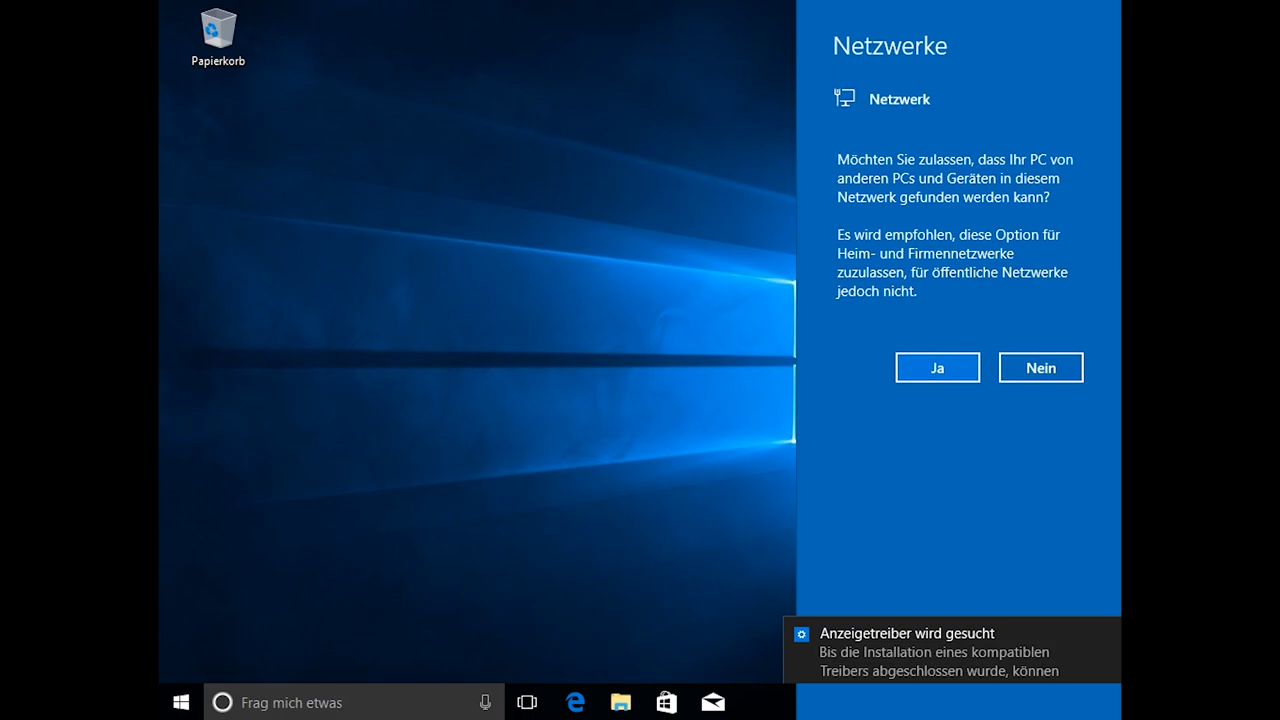 Papierkorb
Netzwerke
Netzwerk
Möchten Sie zulassen, dass Ihr PC von
anderen PCs und Geräten in diesem
Netzwerk gefunden werden kann?
Es wird empfohlen, diese Option für
Heim- und Firmennetzwerke
zuzulassen, für öffentliche Netzwerke
jedoch nicht.
Ja
Nein
Anzeigetreiber wird gesucht
Bis die Installation eines kompatiblen
Treibers abgeschlossen wurde, können
Frag mich etwas